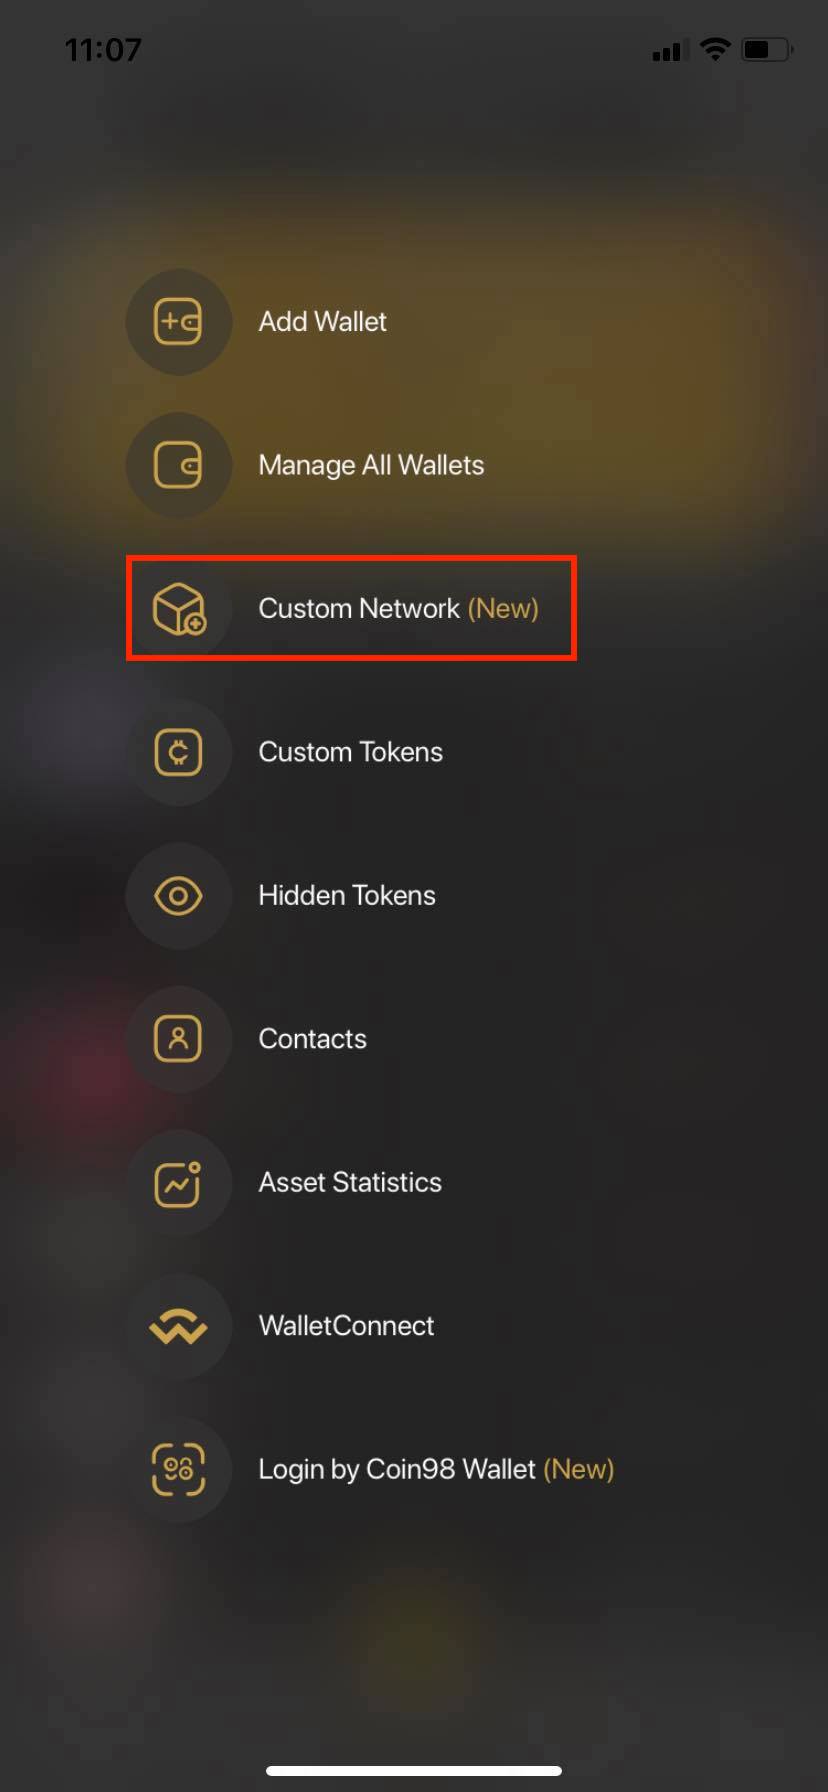 11:07
Add Wallet
Manage All Wallets
Custom Network (New)
Custom Tokens
Hidden Tokens
Contacts
Asset Statistics
WalletConnect
Login by Coin98 Wallet (New)